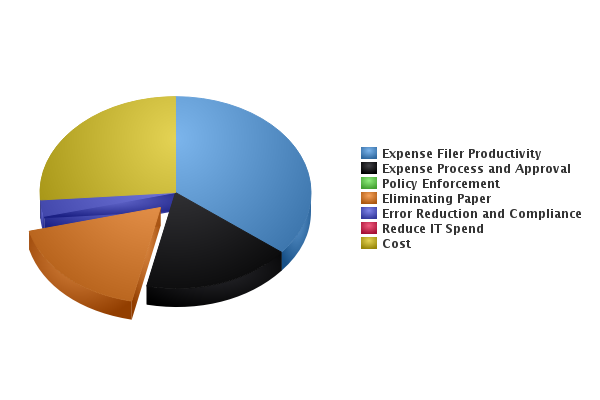 Expense Filer Productivity
Expense Process and Approval
Policy Enforcement
Eliminating Paper
Error Reduction and Compliance
Reduce IT Spend
Cost